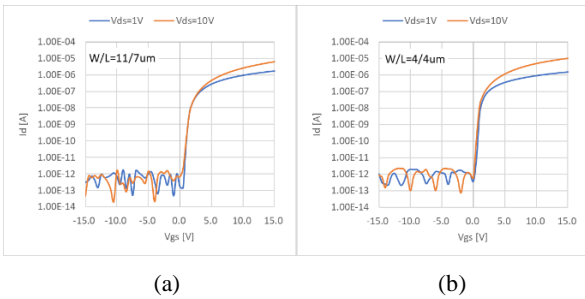 Vds=1V Vds=10V
1.00E-04
1.00E-05
1.00E-06
1.00E-07
1.00E-08
1.00E-09
1.00E-10
1.00E-11
1.00E-12
1.00E-13
1.00E-14
Id [A]
W/L=11/7um
-15.0 -10.0 -5.0 0.0 5.0 10.0 15.0
Vgs [V]
(a)
Vds=1V Vds=10V
1.00E-04
1.00E-05
1.00E-06
1.00E-07
1.00E-08
1.00E-09
1.00E-10
1.00E-11
1.00E-12
1.00E-13
1.00E-14
Id [A]
W/L=4/4um
-15.0 -10.0 -5.0 0.0 5.0 10.0 15.0
Vgs [V]
(b)